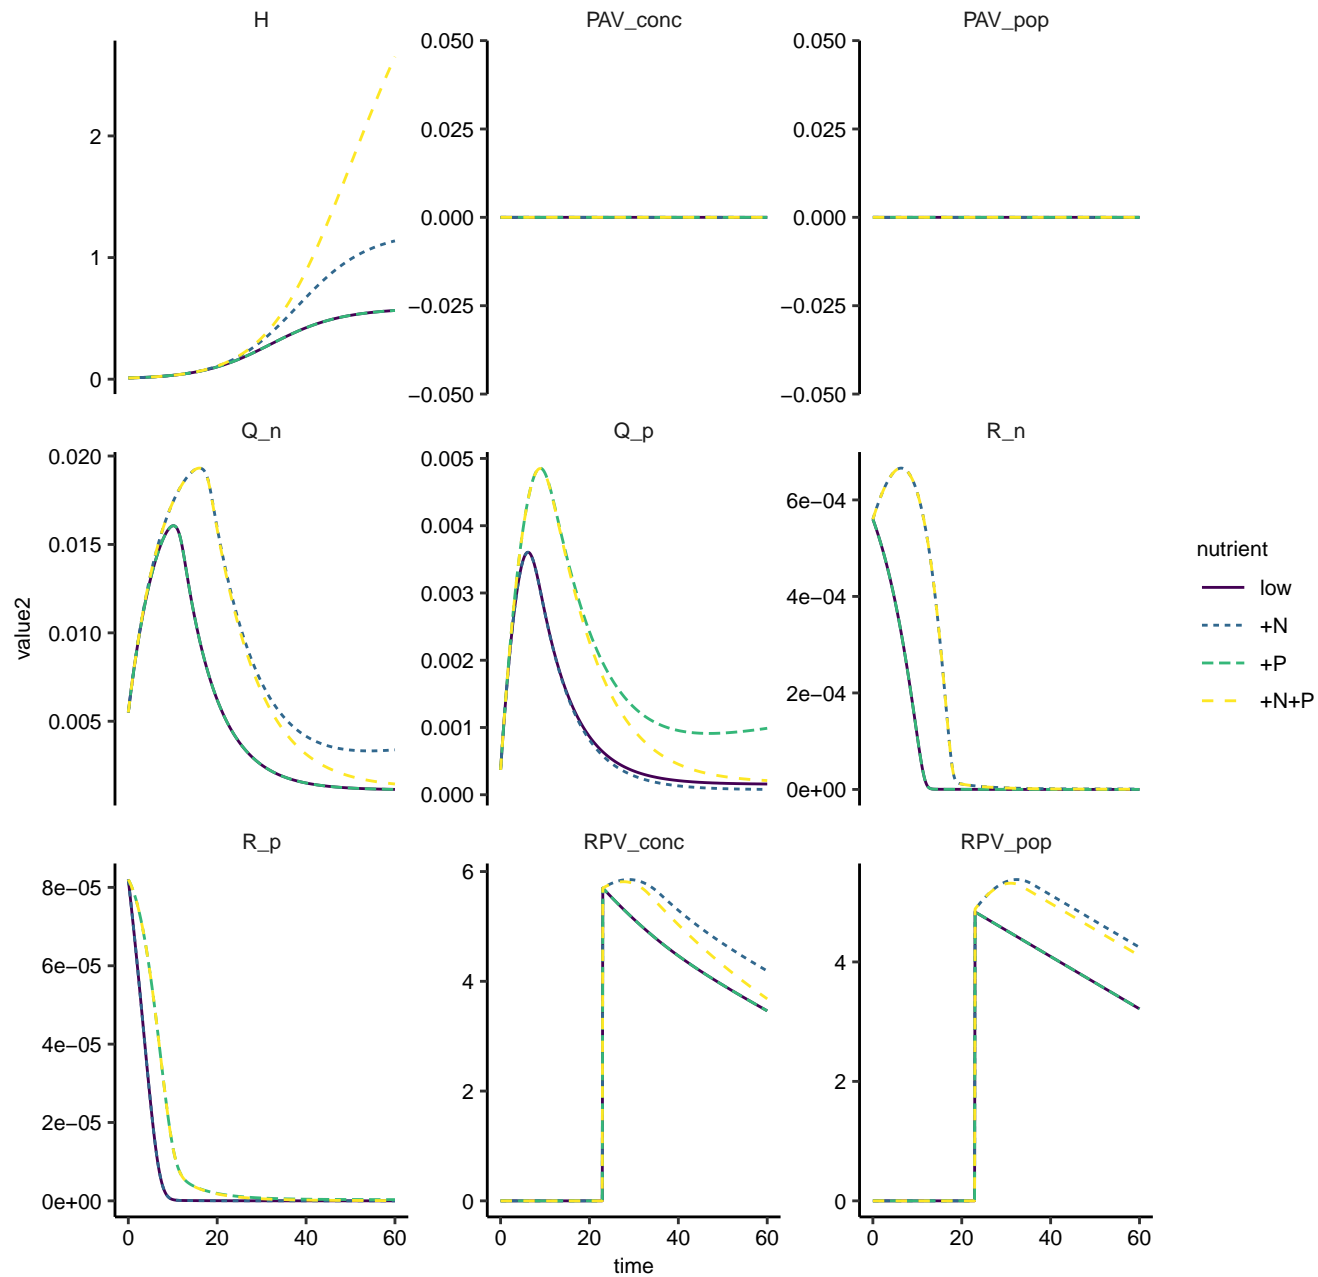 H PAV_conc PAV_pop
2
1
0
0.050
0.025
0.000
−0.025
−0.050
0.050
0.025
0.000
−0.025
−0.050
Q_n Q_p R_n
value2
0.020
0.015
0.010
0.005
0.005
0.004
0.003
0.002
0.001
0.000
6e−04
4e−04
2e−04
0e+00
nutrient
low
+N
+P
+N+P
R_p RPV_conc RPV_pop
8e−05
6e−05
4e−05
2e−05
0e+00
6
4
2
0
4
2
0
0 20 40 60 0 20 40 60 0 20 40 60
time